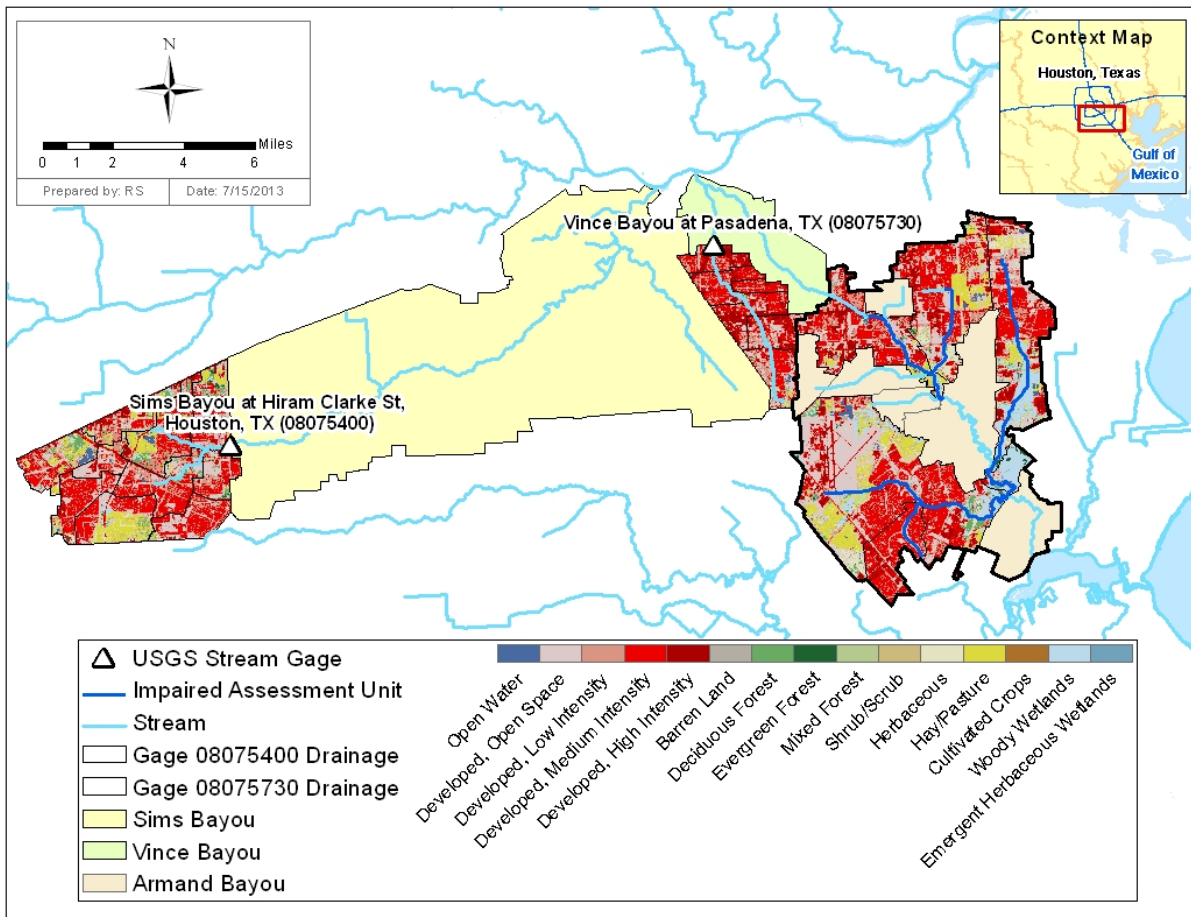 N
Miles
0 1 2 4 6
Prepared by: RS
Date: 7/15/2013
Context Map
Houston, Texas
Gulf of
Mexico
Vince Bayou at Pasadena, TX (08075730)
Sims Bayou at Hiram Clarke St,
Houston, TX (08075400)
USGS Stream Gage
Impaired Assessment Unit
Stream
Gage 08075400 Drainage
Gage 08075730 Drainage
Sims Bayou
Vince Bayou
Armand Bayou
Open Water
Developed, Open Space
Developed, Low Intensity
Developed, Medium Intensity
Developed, High Intensity
Barren Land
Deciduous Forest
Evergreen Forest
Mixed Forest
Shrub/Scrub
Herbaceous
Hay/Pasture
Cultivated Crops
Woody Wetlands
Emergent Herbaceous Wetlands